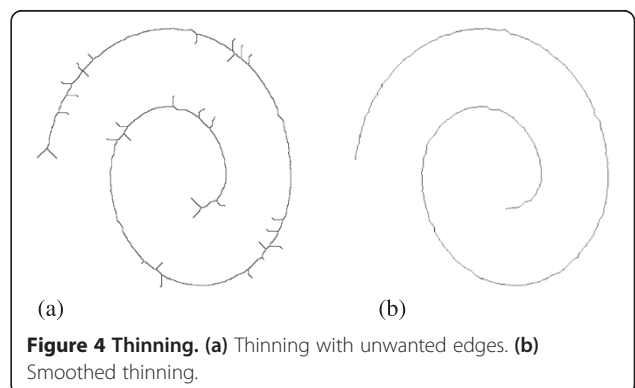 (a)
(b)
Figure 4 Thinning. (a) Thinning with unwanted edges. (b)
Smoothed thinning.